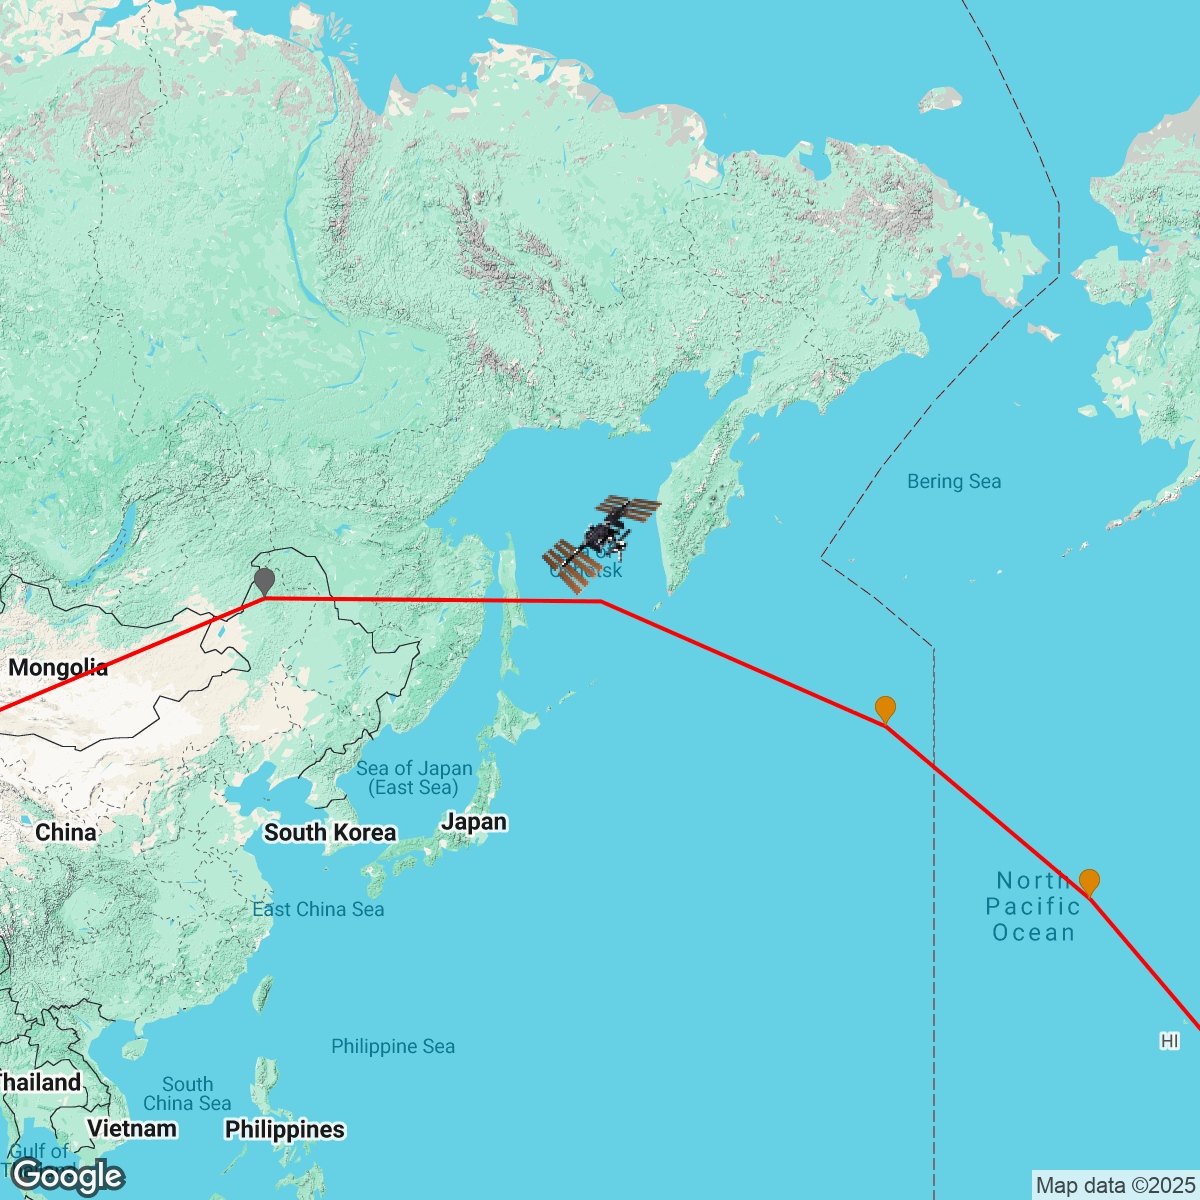 Bering Sea
Mongolia
Sea of Japan
(East Sea)
China
South Korea
Japan
North
Pacific
Ocean
East China Sea
Philippine Sea
HI
Thailand
South
China Sea
Vietnam
Philippines
Gulf of
Google
Map data ©2025